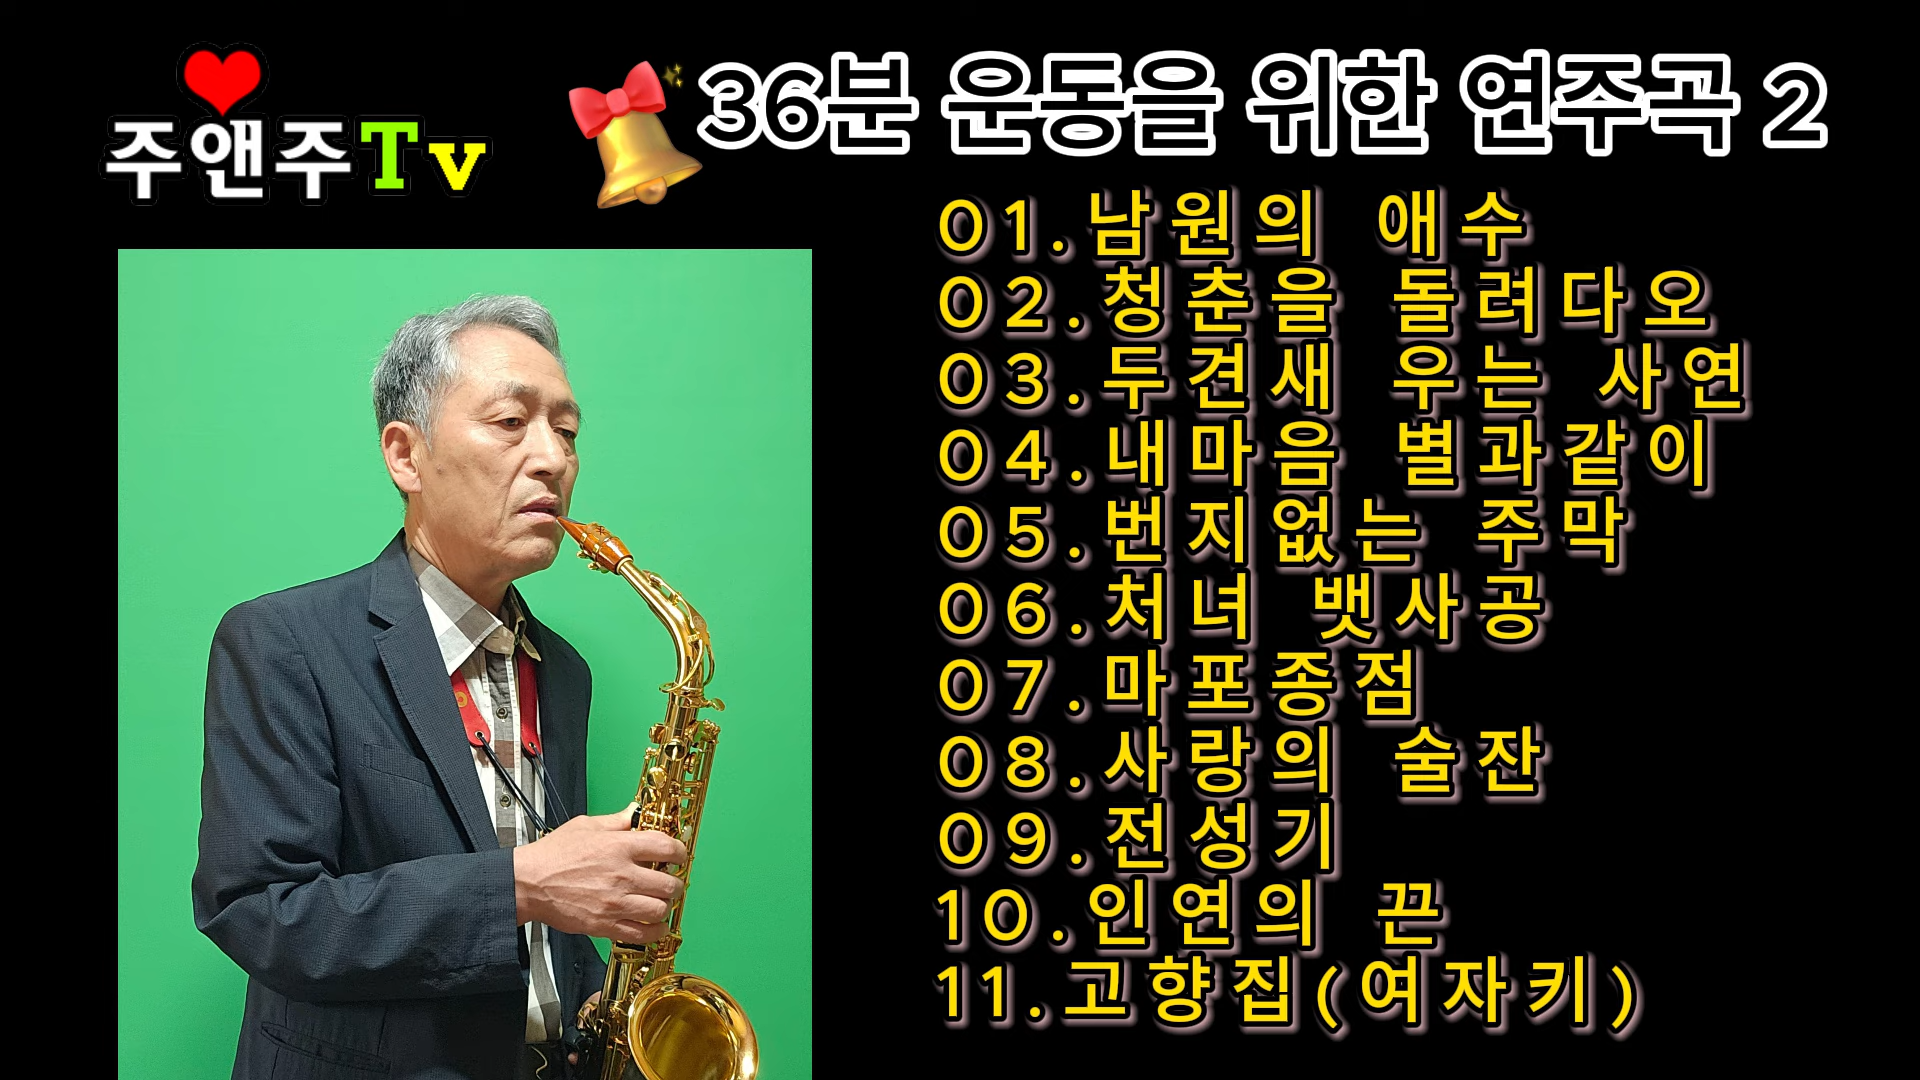 주앤주Tv
36분 운동을 위한 연주곡 2
01.남원의 애수
02.청춘을 돌려다오
03.두견새 우는 사연
04.내마음 별과같이
05.번지없는 주막
06.처녀 뱃사공
07.마포종점
08.사랑의 술잔
09.전성기
10.인연의 끈
11.고향집(여자키)